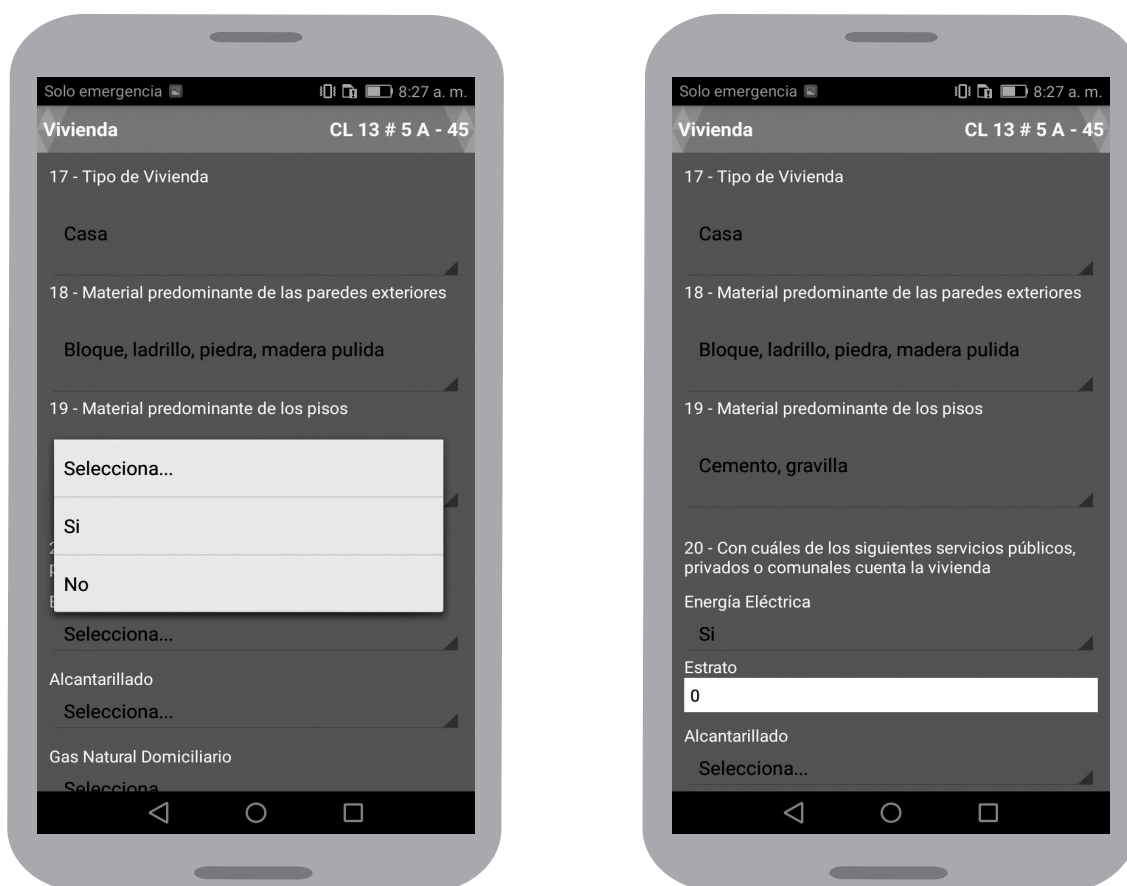 Solo emergencia 8:27 a. m.
Vivienda CL 13 # 5 A - 45
17 - Tipo de Vivienda
Casa
18 - Material predominante de las paredes exteriores
Bloque, ladrillo, piedra, madera pulida
19 - Material predominante de los pisos
Selecciona...
Si
No
Selecciona...
Alcantarillado
Selecciona...
Gas Natural Domiciliario
Selecciona
Solo emergencia 8:27 a. m.
Vivienda CL 13 # 5 A - 45
17 - Tipo de Vivienda
Casa
18 - Material predominante de las paredes exteriores
Bloque, ladrillo, piedra, madera pulida
19 - Material predominante de los pisos
Cemento, gravilla
20 - Con cuáles de los siguientes servicios públicos,
privados o comunales cuenta la vivienda
Energía Eléctrica
Si
Estrato
0
Alcantarillado
Selecciona...